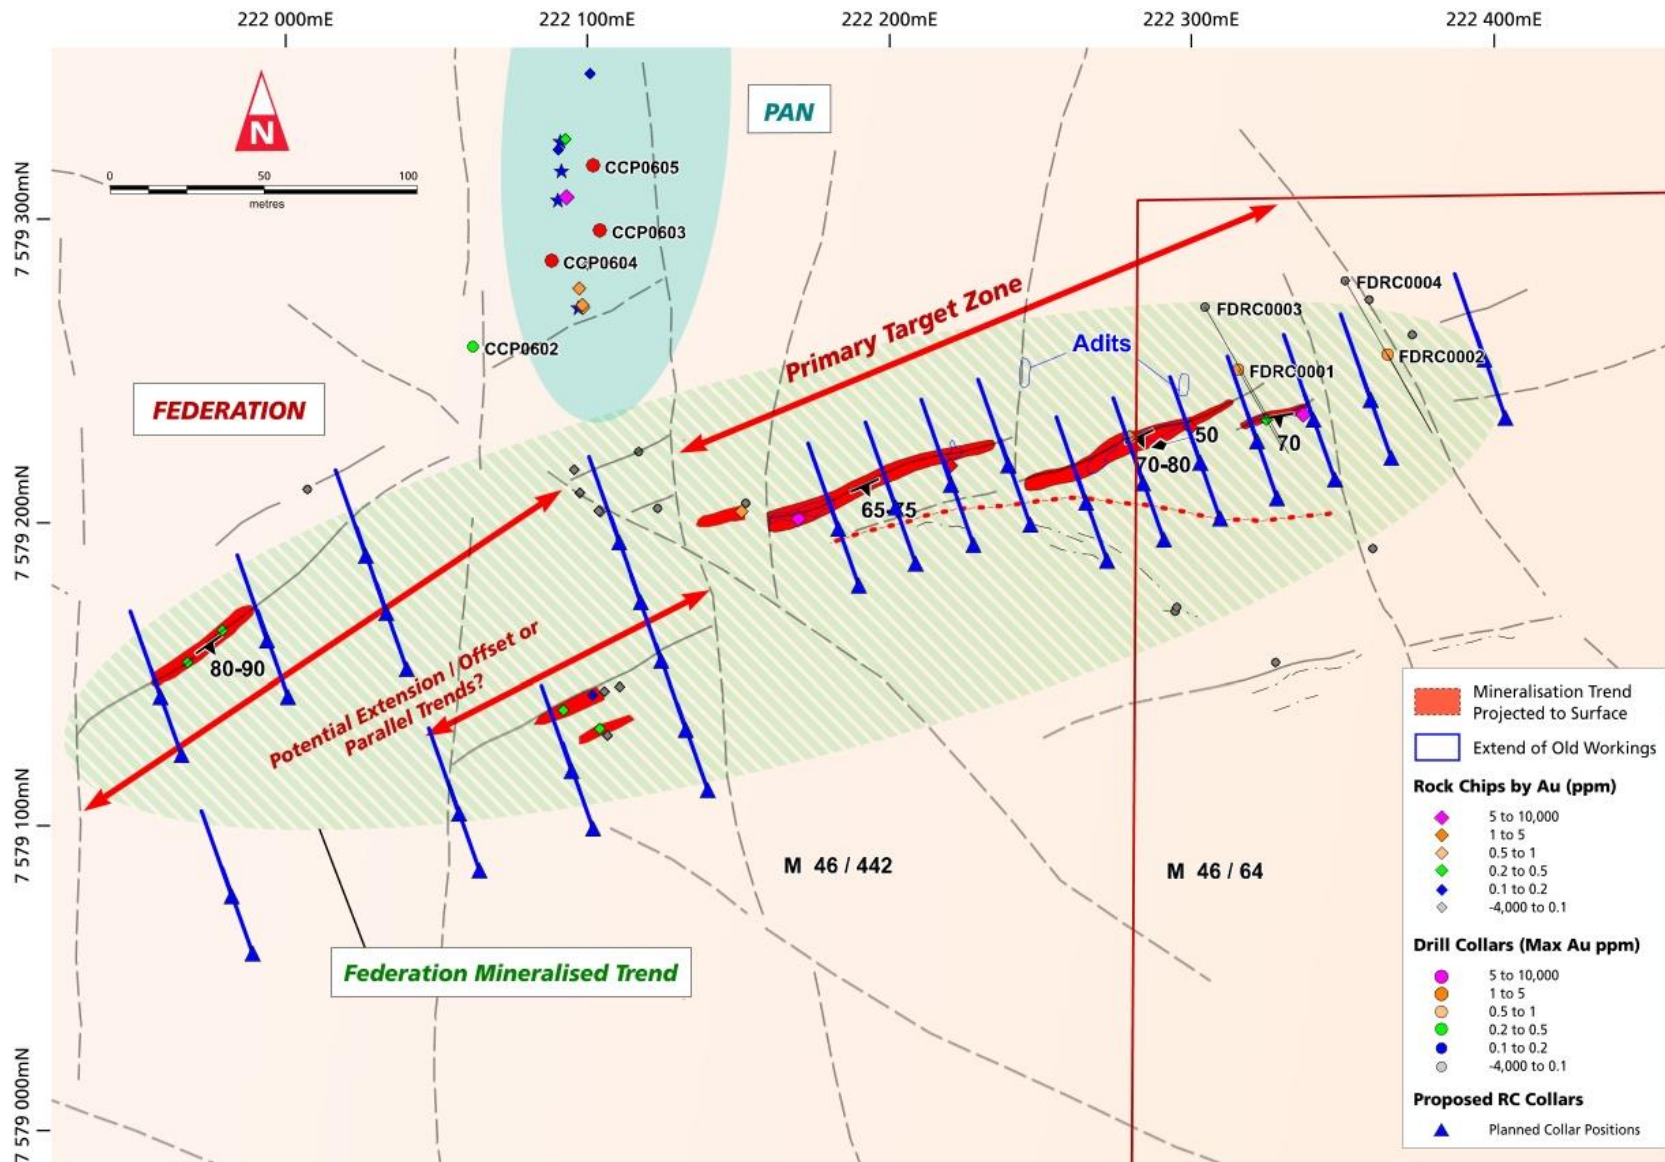 222 000mE
222 100mE
222 200mE
222 300mE
222 400mE
7 579 300mN
7 579 200mN
7 579 100mN
7 579 000mN
N
0
50
100
metres
PAN
CCP0605
CCP0603
CCP0604
CCP0602
FEDERATION
Primary Target Zone
Adits
FDRC0004
FDRC0003
FDRC0002
FDRC0001
50
70
70-80
65-75
80-90
Potential Extension / Offset or
Parallel Trends?
M 46 / 442
M 46 / 64
Federation Mineralised Trend
Mineralisation Trend
Projected to Surface
Extend of Old Workings
Rock Chips by Au (ppm)
5 to 10,000
1 to 5
0.5 to 1
0.2 to 0.5
0.1 to 0.2
-4,000 to 0.1
Drill Collars (Max Au ppm)
5 to 10,000
1 to 5
0.5 to 1
0.2 to 0.5
0.1 to 0.2
-4,000 to 0.1
Proposed RC Collars
Planned Collar Positions